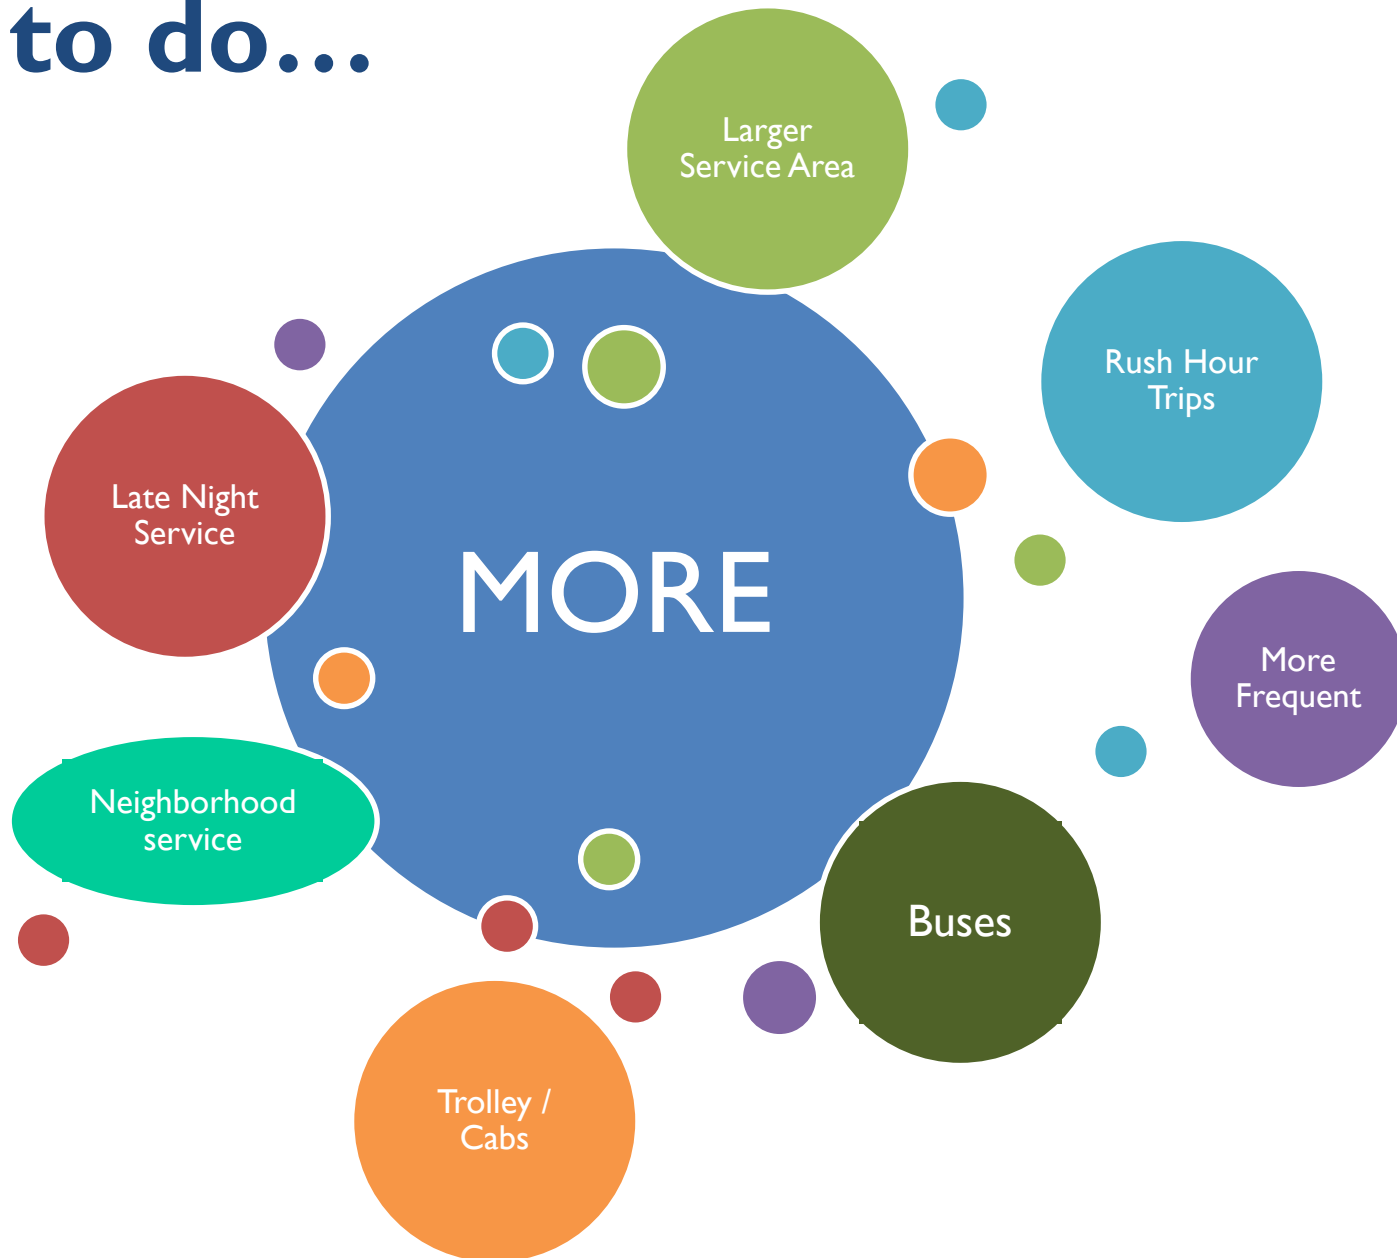 to do...
Larger
Service Area
Rush Hour
Trips
Late Night
Service
MORE
More
Frequent
Neighborhood
service
Buses
Trolley /
Cabs